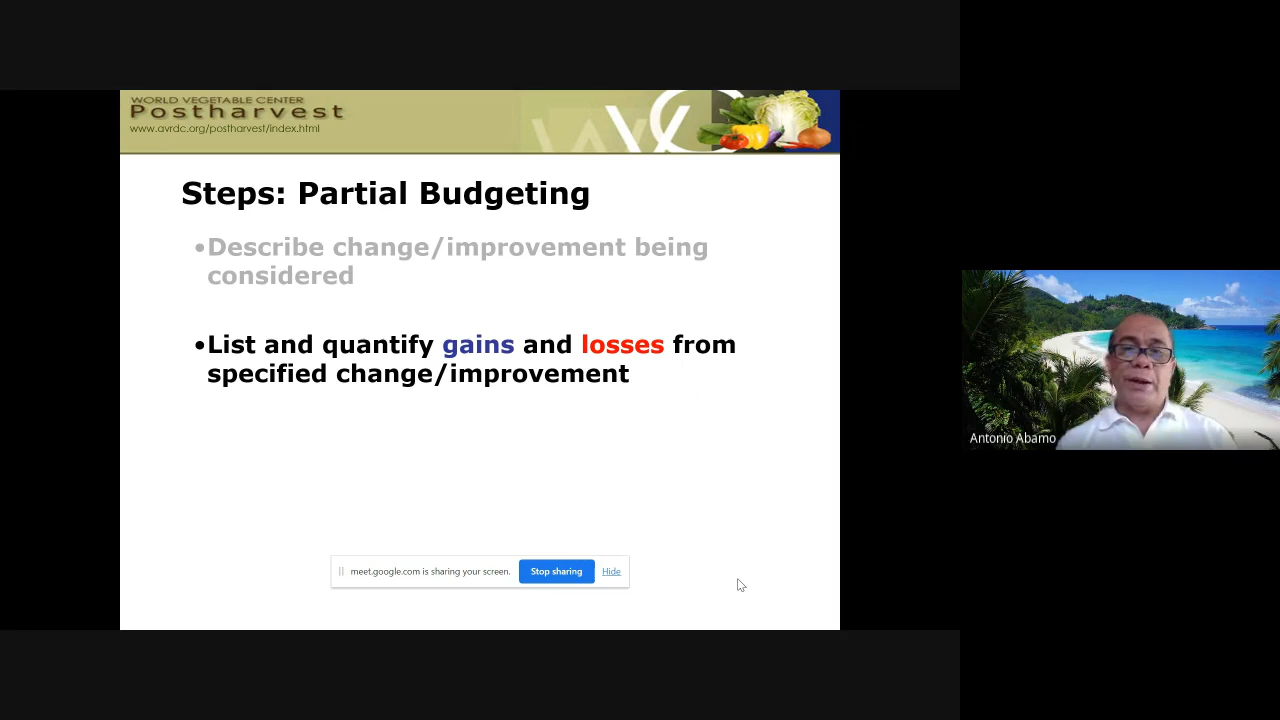 WORLD VEGETABLE CENTER
Postharvest
www.avrdc.org/postharvest/index.html
Steps: Partial Budgeting
•Describe change/improvement being
considered
•List and quantify gains and losses from
specified change/improvement
meet.google.com is sharing your screen. Stop sharing Hide
Antonio Abamo